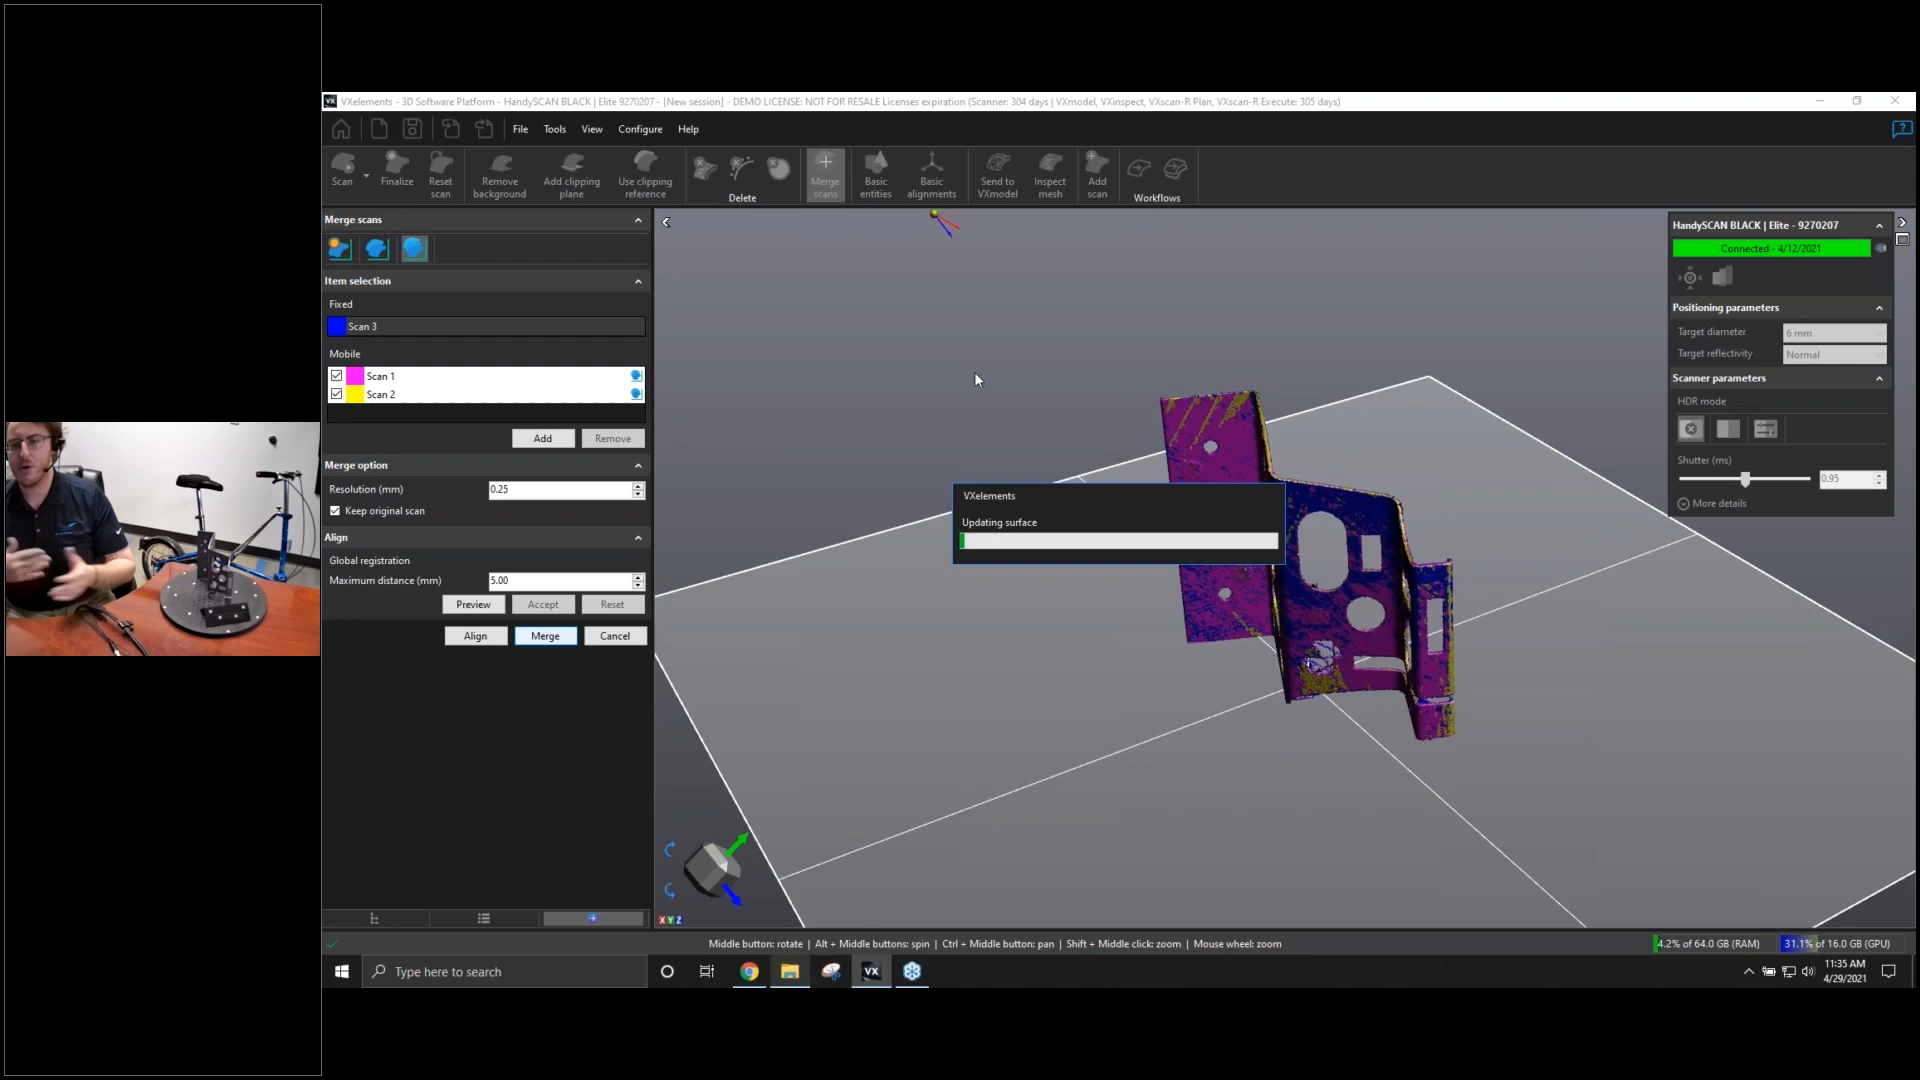 VXelements - 3D Software Platform - HandySCAN BLACK | Elite 9270207 - [New session] - DEMO LICENSE: NOT FOR RESALE Licenses expiration (Scanner: 304 days | VXmodel, VXinspect, VXscan-R Plan, VXscan-R Execute: 305 days)
File Tools View Configure Help
Scan
Finalize
Reset scan
Remove background
Add clipping plane
Use clipping reference
Delete
Merge scans
Basic entities
Basic alignments
Send to VXmodel
Inspect mesh
Add scan
Workflows
Merge scans
Item selection
Fixed
Scan 3
Mobile
Scan 1
Scan 2
Add Remove
Merge option
Resolution (mm) 0.25
Keep original scan
Align
Global registration
Maximum distance (mm) 5.00
Preview Accept Reset
Align Merge Cancel
VXelements
Updating surface
HandySCAN BLACK | Elite - 9270207
Connected - 4/12/2021
Positioning parameters
Target diameter 6 mm
Target reflectivity Normal
Scanner parameters
HDR mode
Shutter (ms)
0.95
More details
X Y Z
Middle button: rotate | Alt + Middle buttons: spin | Ctrl + Middle button: pan | Shift + Middle click: zoom | Mouse wheel: zoom
4.2% of 64.0 GB (RAM) 31.1% of 16.0 GB (GPU)
Type here to search
VX
11:35 AM
4/29/2021